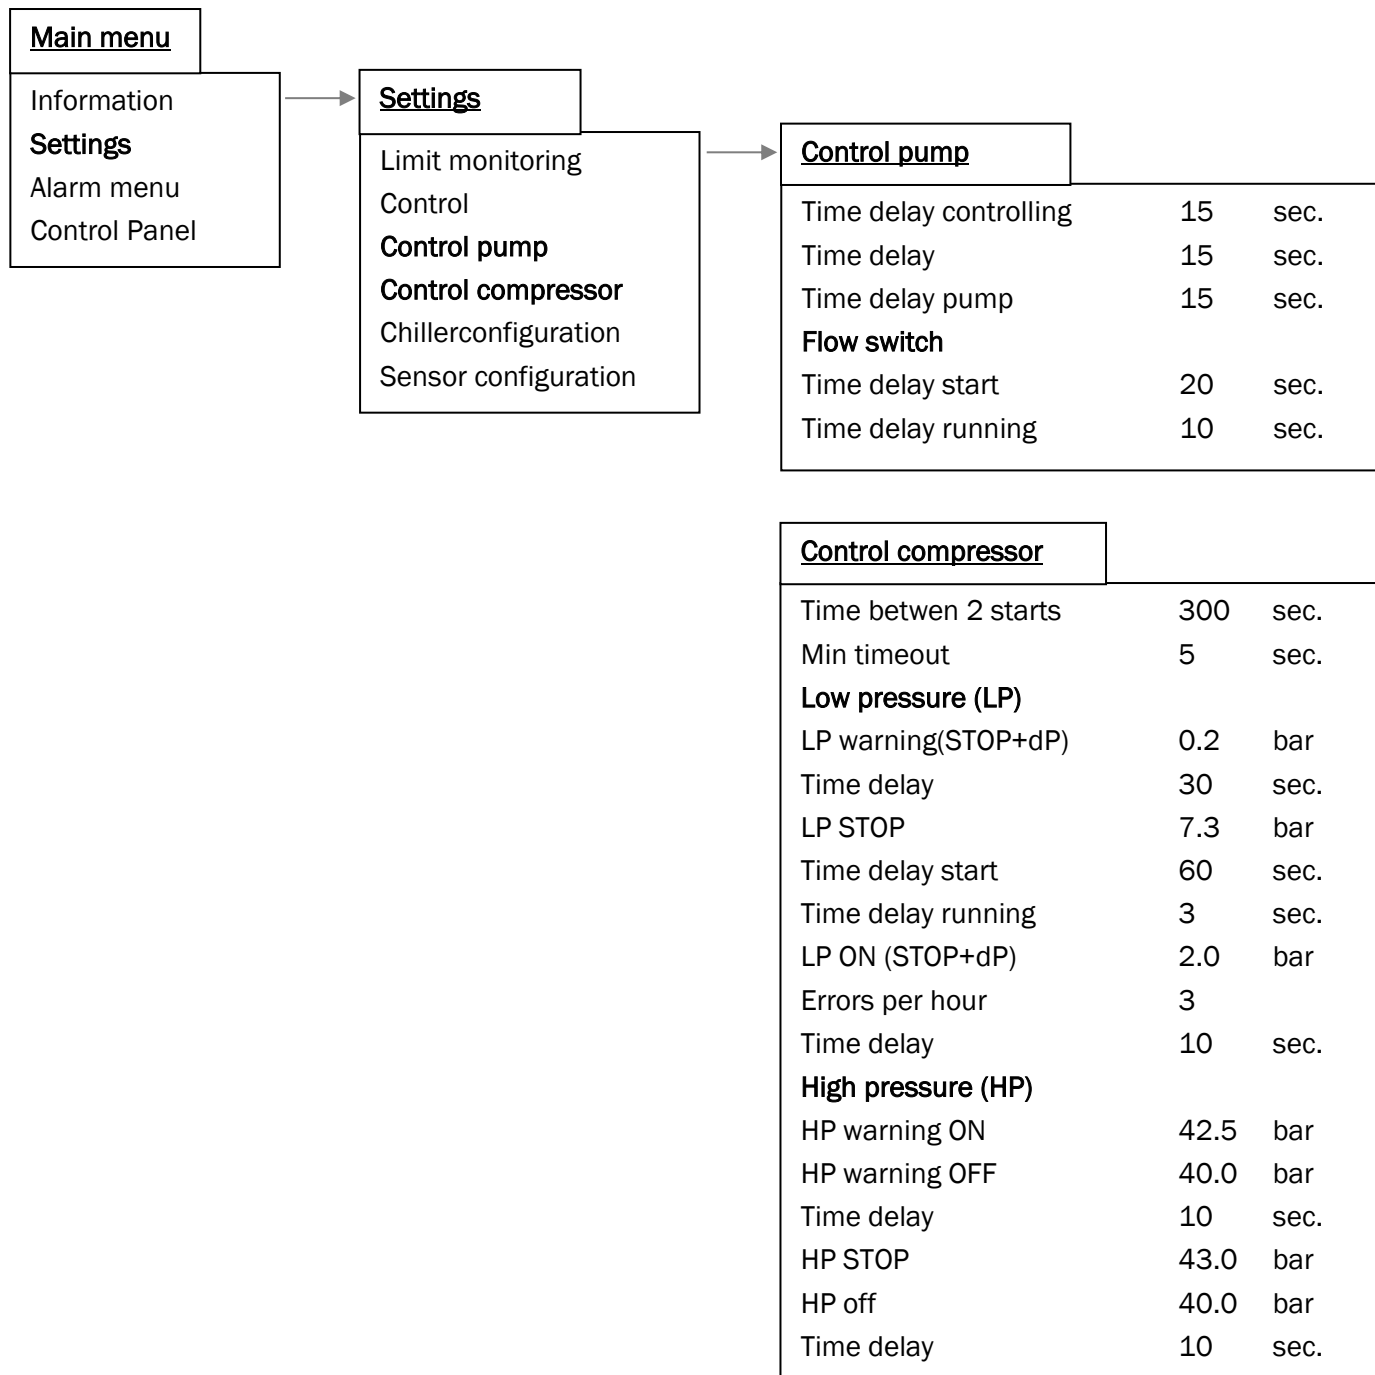 Main menu
Information
Settings
Alarm menu
Control Panel
Settings
Limit monitoring
Control
Control pump
Control compressor
Chillerconfiguration
Sensor configuration
Control pump
Time delay controlling 15 sec.
Time delay 15 sec.
Time delay pump 15 sec.
Flow switch
Time delay start 20 sec.
Time delay running 10 sec.
Control compressor
Time betwen 2 starts 300 sec.
Min timeout 5 sec.
Low pressure (LP)
LP warning(STOP+dP) 0.2 bar
Time delay 30 sec.
LP STOP 7.3 bar
Time delay start 60 sec.
Time delay running 3 sec.
LP ON (STOP+dP) 2.0 bar
Errors per hour 3
Time delay 10 sec.
High pressure (HP)
HP warning ON 42.5 bar
HP warning OFF 40.0 bar
Time delay 10 sec.
HP STOP 43.0 bar
HP off 40.0 bar
Time delay 10 sec.